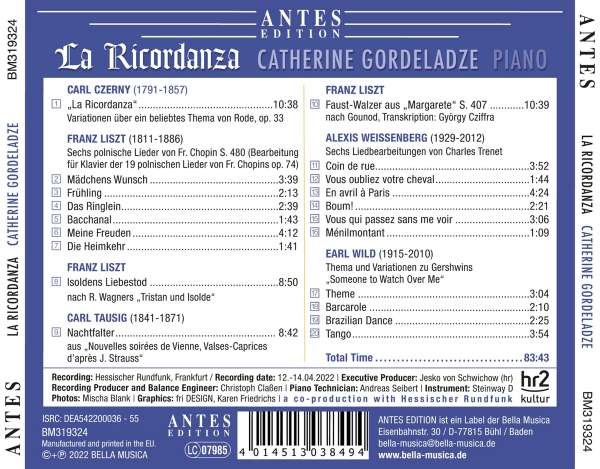 BM319324
LA RICORDANZA CATHERINE GORDELADZE
ANTES
ANTES
EDITION
La Ricordanza CATHERINE GORDELADZE PIANO
CARL CZERNY (1791-1857)
1 „La Ricordanza“ 10:38
Variationen über ein beliebtes Thema von Rode, op. 33
FRANZ LISZT (1811-1886)
Sechs polnische Lieder von Fr. Chopin S. 480 (Bearbeitung
für Klavier der 19 polnischen Lieder von Fr. Chopins op. 74)
2 Mädchens Wunsch 3:39
3 Frühling 2:13
4 Das Ringlein 2:39
5 Bacchanal 1:43
6 Meine Freuden 4:12
7 Die Heimkehr 1:41
FRANZ LISZT
8 Isoldens Liebestod 8:50
nach R. Wagners „Tristan und Isolde“
CARL TAUSIG (1841-1871)
9 Nachtfalter 8:42
aus „Nouvelles soirées de Vienne, Valses-Caprices
d'après J. Strauss“
FRANZ LISZT
10 Faust-Walzer aus „Margarete“ S. 407 10:39
nach Gounod, Transkription: György Cziffra
ALEXIS WEISSENBERG (1929-2012)
Sechs Liedbearbeitungen von Charles Trenet
11 Coin de rue 3:52
12 Vous oubliez votre cheval 1:44
13 En avril à Paris 4:24
14 Boum! 2:21
15 Vous qui passez sans me voir 3:06
16 Ménilmontant 1:09
EARL WILD (1915-2010)
Thema und Variationen zu Gershwins
„Someone to Watch Over Me“
17 Theme 3:04
18 Barcarole 2:10
19 Brazilian Dance 2:25
20 Tango 3:54
Total Time 83:43
Recording: Hessischer Rundfunk, Frankfurt / Recording date: 12.-14.04.2022 | Executive Producer: Jesko von Schwichow (hr)
Recording Producer and Balance Engineer: Christoph Claßen | Piano Technician: Andreas Seibert | Instrument: Steinway D
Photos: Mischa Blank | Graphics: fri DESIGN, Karen Friedrichs | a co-production with Hessischer Rundfunk
hr2
kultur
ISRC: DEA542200036 - 55
BM319324
Manufactured and printed in the EU.
© + ℗ 2022 BELLA MUSICA
ANTES
EDITION
LC 07985
4 014513 038494
ANTES EDITION ist ein Label der Bella Musica
Eisenbahnstr. 30 / D-77815 Bühl / Baden
bella-musica@bella-musica.de
www.bella-musica.de
ANTES
LA RICORDANZA CATHERINE GORDELADZE
BM319324